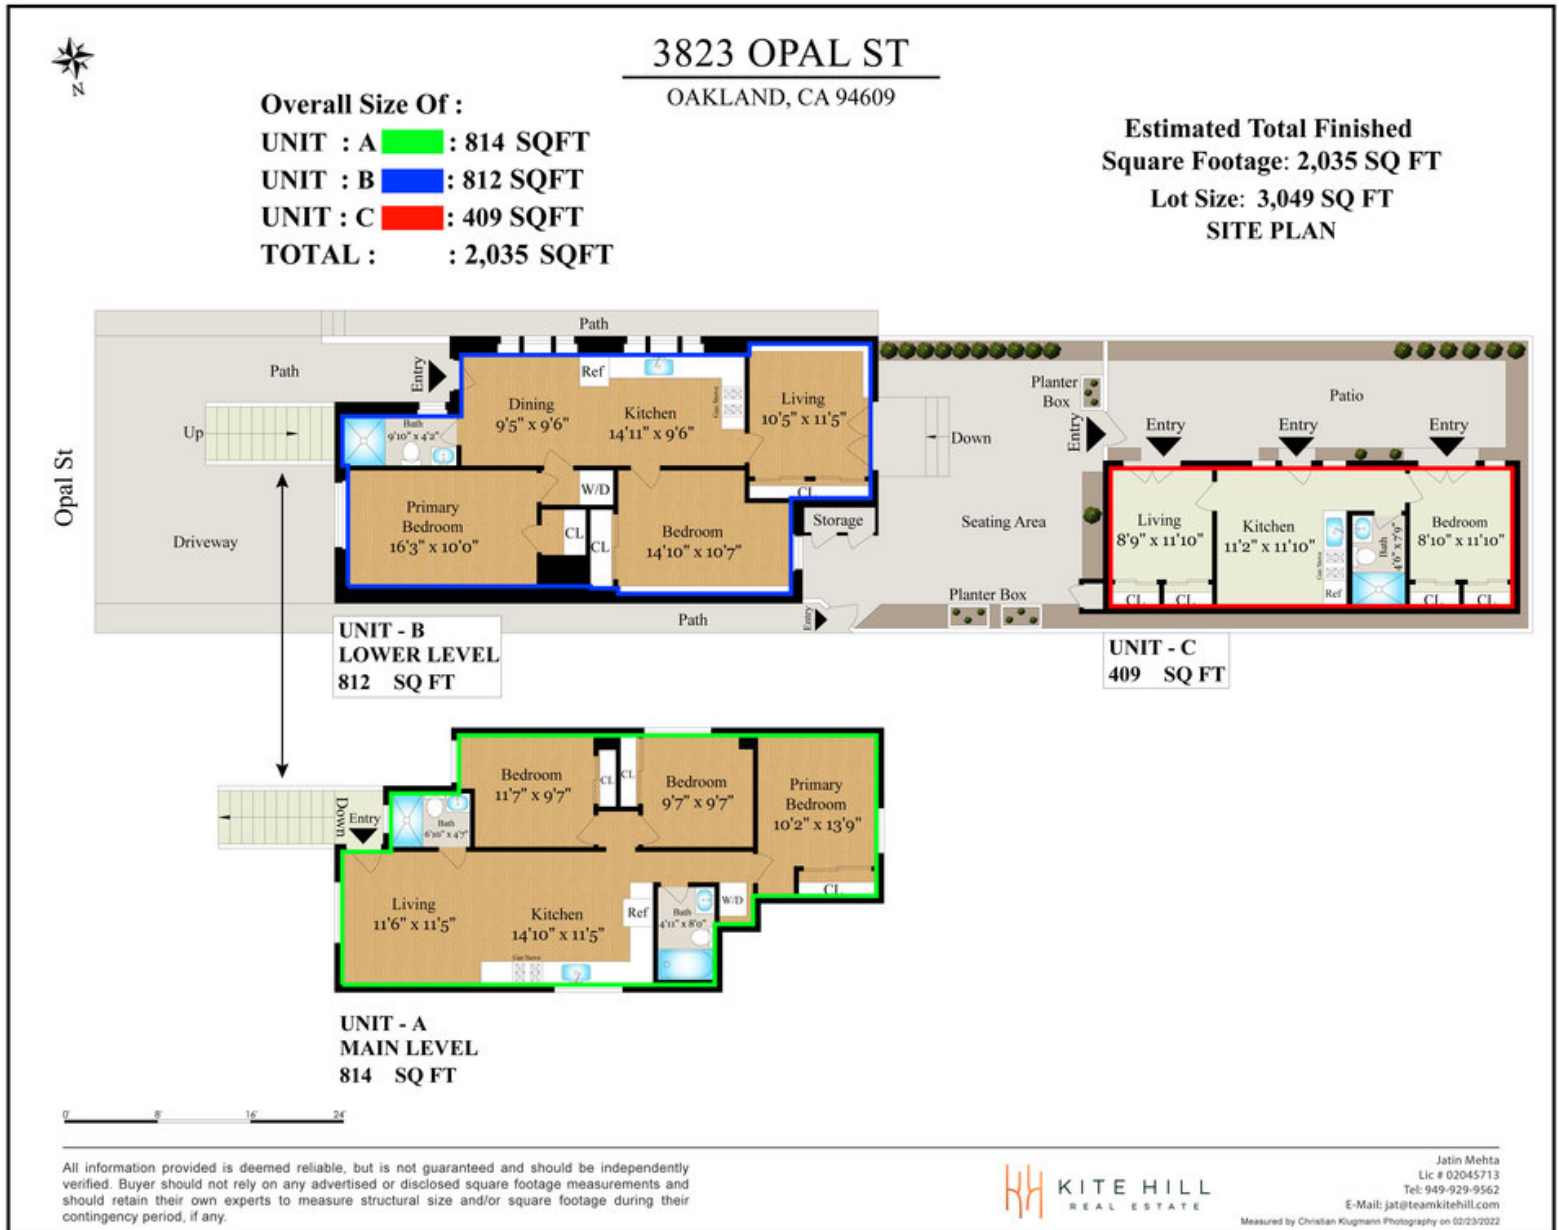 3823 OPAL ST
OAKLAND, CA 94609
N
Overall Size Of :
UNIT : A : 814 SQFT
UNIT : B : 812 SQFT
UNIT : C : 409 SQFT
TOTAL : : 2,035 SQFT
Estimated Total Finished
Square Footage: 2,035 SQ FT
Lot Size: 3,049 SQ FT
SITE PLAN
Opal St
Path
Path
Up
Driveway
Entry
Bath
9'10" x 4'2"
Dining
9'5" x 9'6"
Ref
Kitchen
14'11" x 9'6"
Gas Stove
Living
10'5" x 11'5"
CL
Primary
Bedroom
16'3" x 10'0"
W/D
CL
CL
Bedroom
14'10" x 10'7"
Storage
Down
Seating Area
Path
Entry
Planter Box
Planter
Box
Entry
Patio
Entry
Entry
Entry
Living
8'9" x 11'10"
CL
CL
Kitchen
11'2" x 11'10"
Gas Stove
Ref
Bath
4'6" x 7'9"
Bedroom
8'10" x 11'10"
CL
CL
UNIT - B
LOWER LEVEL
812 SQ FT
UNIT - C
409 SQ FT
Down
Entry
Bath
6'10" x 4'7"
Bedroom
11'7" x 9'7"
CL
CL
Bedroom
9'7" x 9'7"
Primary
Bedroom
10'2" x 13'9"
CL
Living
11'6" x 11'5"
Kitchen
14'10" x 11'5"
Gas Stove
Ref
Bath
4'11" x 8'0"
W/D
UNIT - A
MAIN LEVEL
814 SQ FT
0' 8' 16' 24'
All information provided is deemed reliable, but is not guaranteed and should be independently
verified. Buyer should not rely on any advertised or disclosed square footage measurements and
should retain their own experts to measure structural size and/or square footage during their
contingency period, if any.
KITE HILL
REAL ESTATE
Jatin Mehta
Lic # 02045713
Tel: 949-929-9562
E-Mail: jat@teamkitehill.com
Measured by Christian Klugmann Photography on 02/23/2022